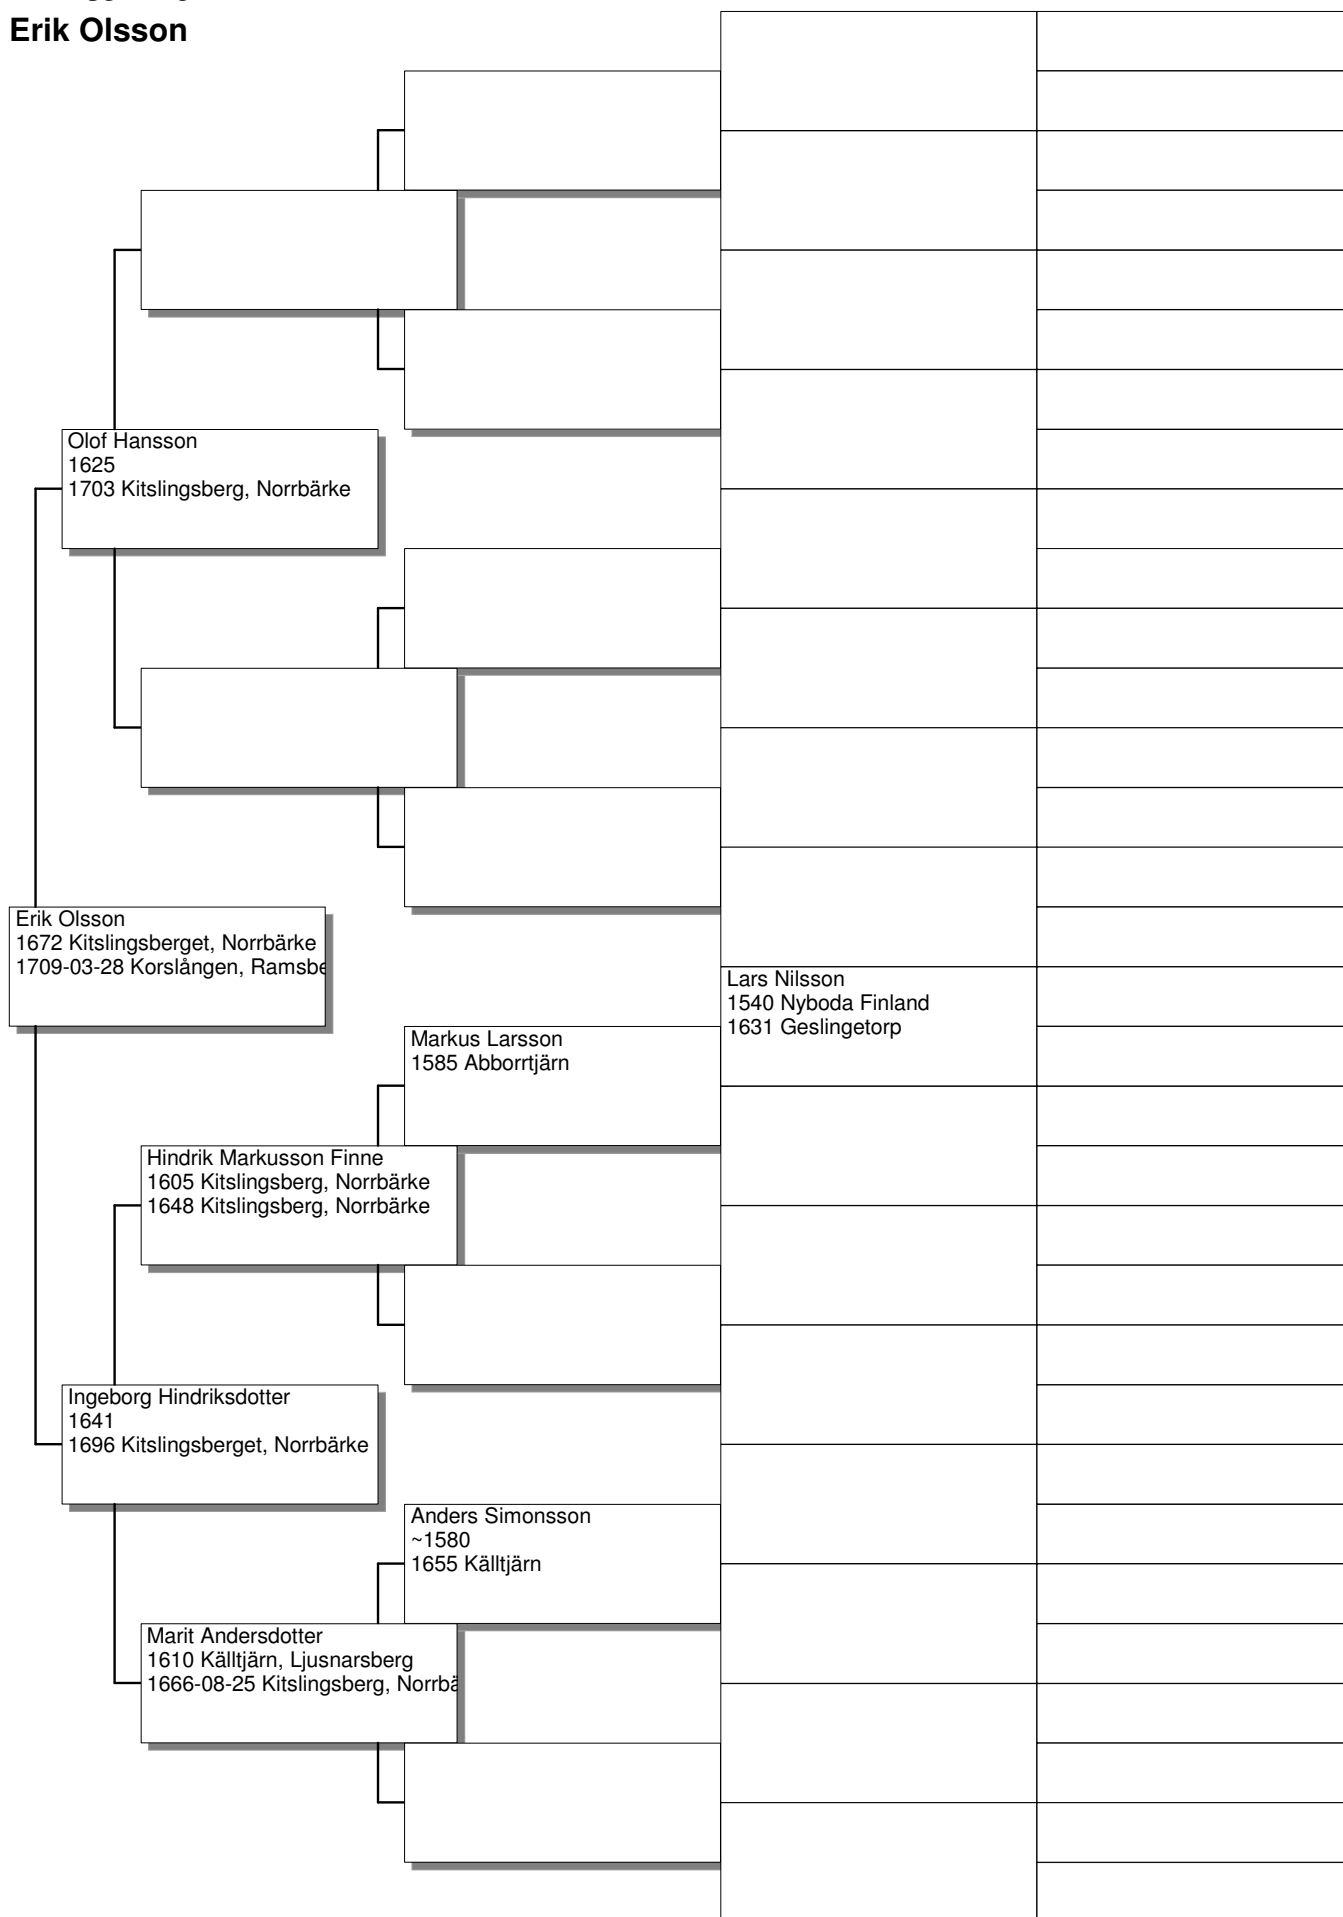 Erik Olsson
Olof Hansson
1625
1703 Kitslingsberg, Norrbärke
Erik Olsson
1672 Kitslingsberget, Norrbärke
1709-03-28 Korslången, Ramsbe
Lars Nilsson
1540 Nyboda Finland
1631 Geslingetorp
Markus Larsson
1585 Abborrtjärn
Hindrik Markusson Finne
1605 Kitslingsberg, Norrbärke
1648 Kitslingsberg, Norrbärke
Ingeborg Hindriksdotter
1641
1696 Kitslingsberget, Norrbärke
Anders Simonsson
~1580
1655 Källtjärn
Marit Andersdotter
1610 Källtjärn, Ljusnarsberg
1666-08-25 Kitslingsberg, Norrbä